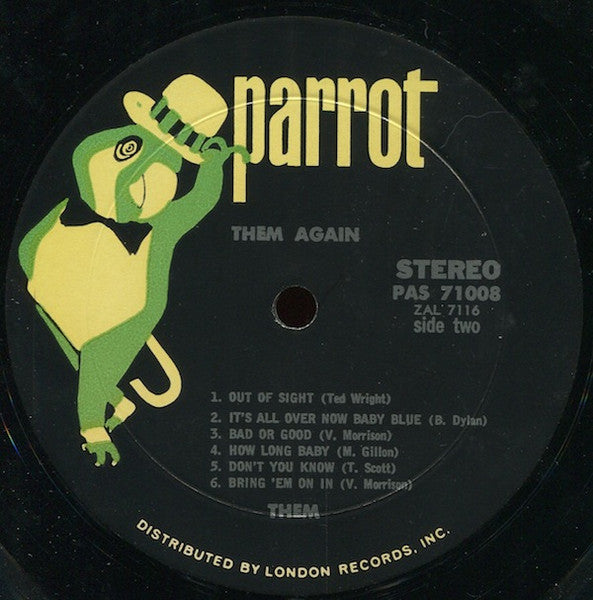 parrot
THEM AGAIN
STEREO
PAS 71008
ZAL 7116
side two
1. OUT OF SIGHT (Ted Wright)
2. IT'S ALL OVER NOW BABY BLUE (B. Dylan)
3. BAD OR GOOD (V. Morrison)
4. HOW LONG BABY (M. Gillon)
5. DON'T YOU KNOW (T. Scott)
6. BRING 'EM ON IN (V. Morrison)
THEM
DISTRIBUTED BY LONDON RECORDS, INC.